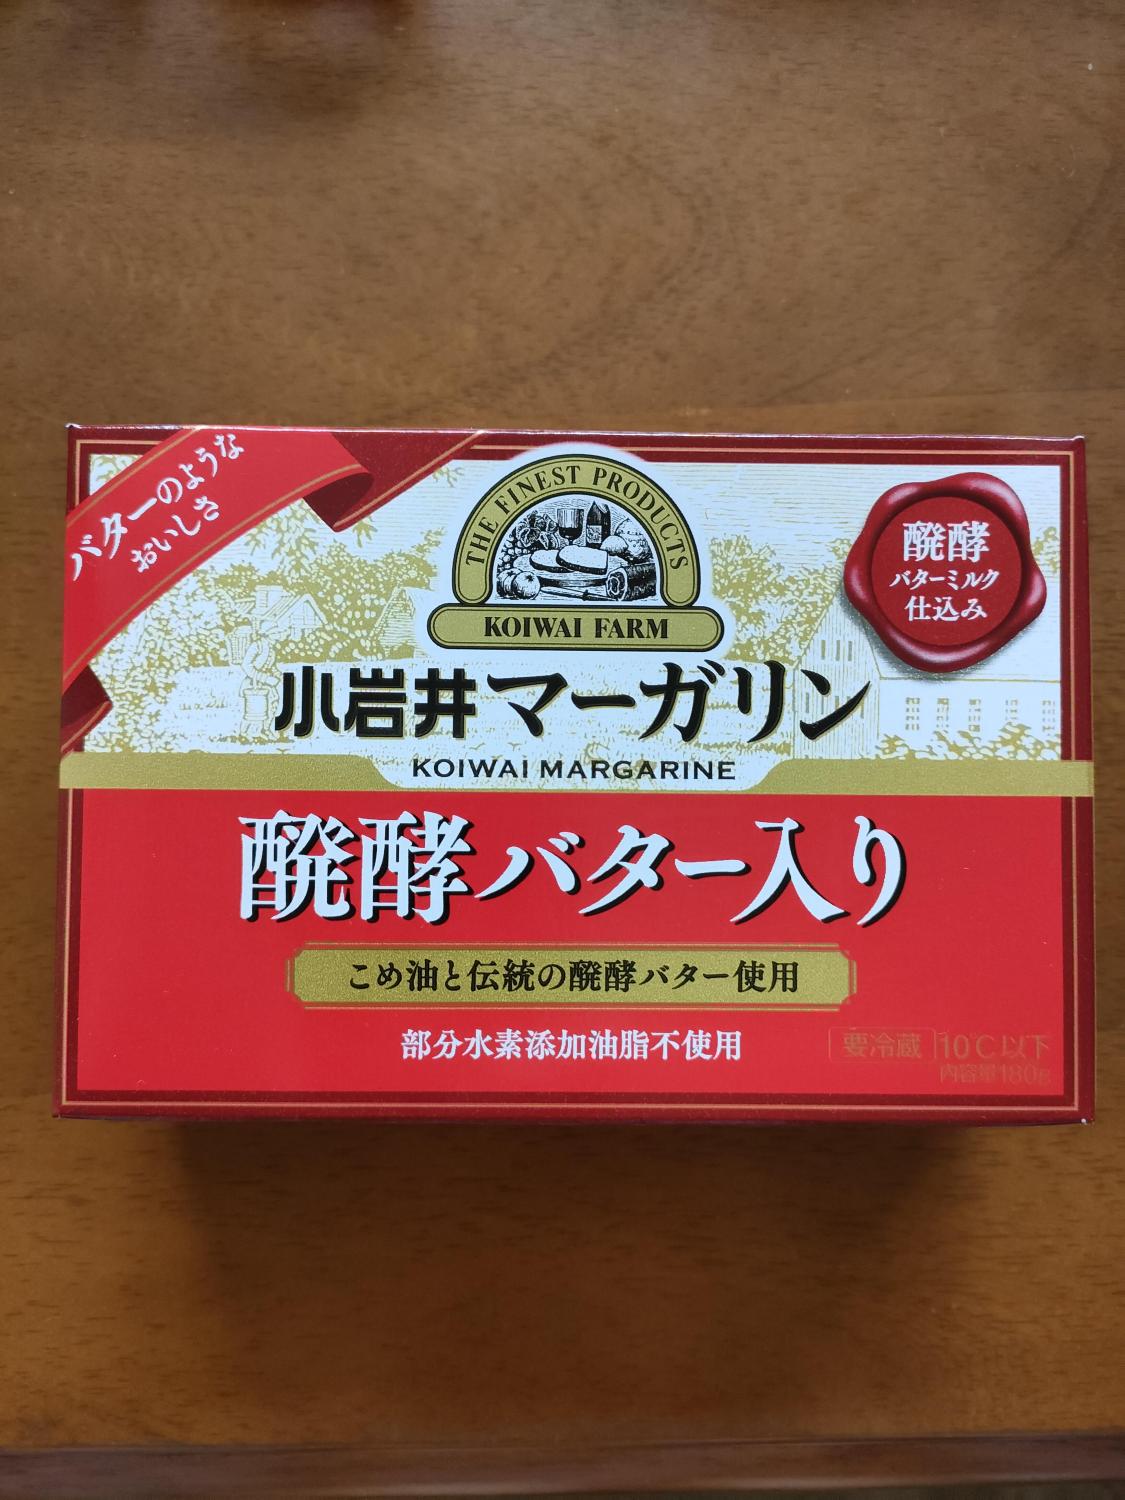 バターのような
おいしさ
THE FINEST PRODUCTS
KOIWAI FARM
醗酵
バターミルク
仕込み
小岩井マーガリン
KOIWAI MARGARINE
醗酵バター入り
こめ油と伝統の醗酵バター使用
部分水素添加油脂不使用
要冷蔵 10℃以下
内容量180g